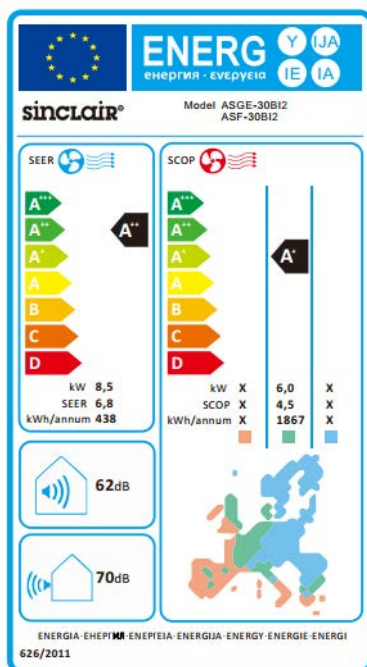 ENERG Y IJA
енергия · ενεργεια IE IA
sinclair®
Model ASGE-30BI2
ASF-30BI2
SEER
A+++
A++
A+
A
B
C
D
A++
kW 8,5
SEER 6,8
kWh/annum 438
SCOP
A+++
A++
A+
A
B
C
D
A+
kW X 6,0 X
SCOP X 4,5 X
kWh/annum X 1867 X
62dB
70dB
ENERGIA·ЕНЕРГИЯ·ΕΝΕΡΓΕΙΑ·ENERGIJA·ENERGY·ENERGIE·ENERGI
626/2011